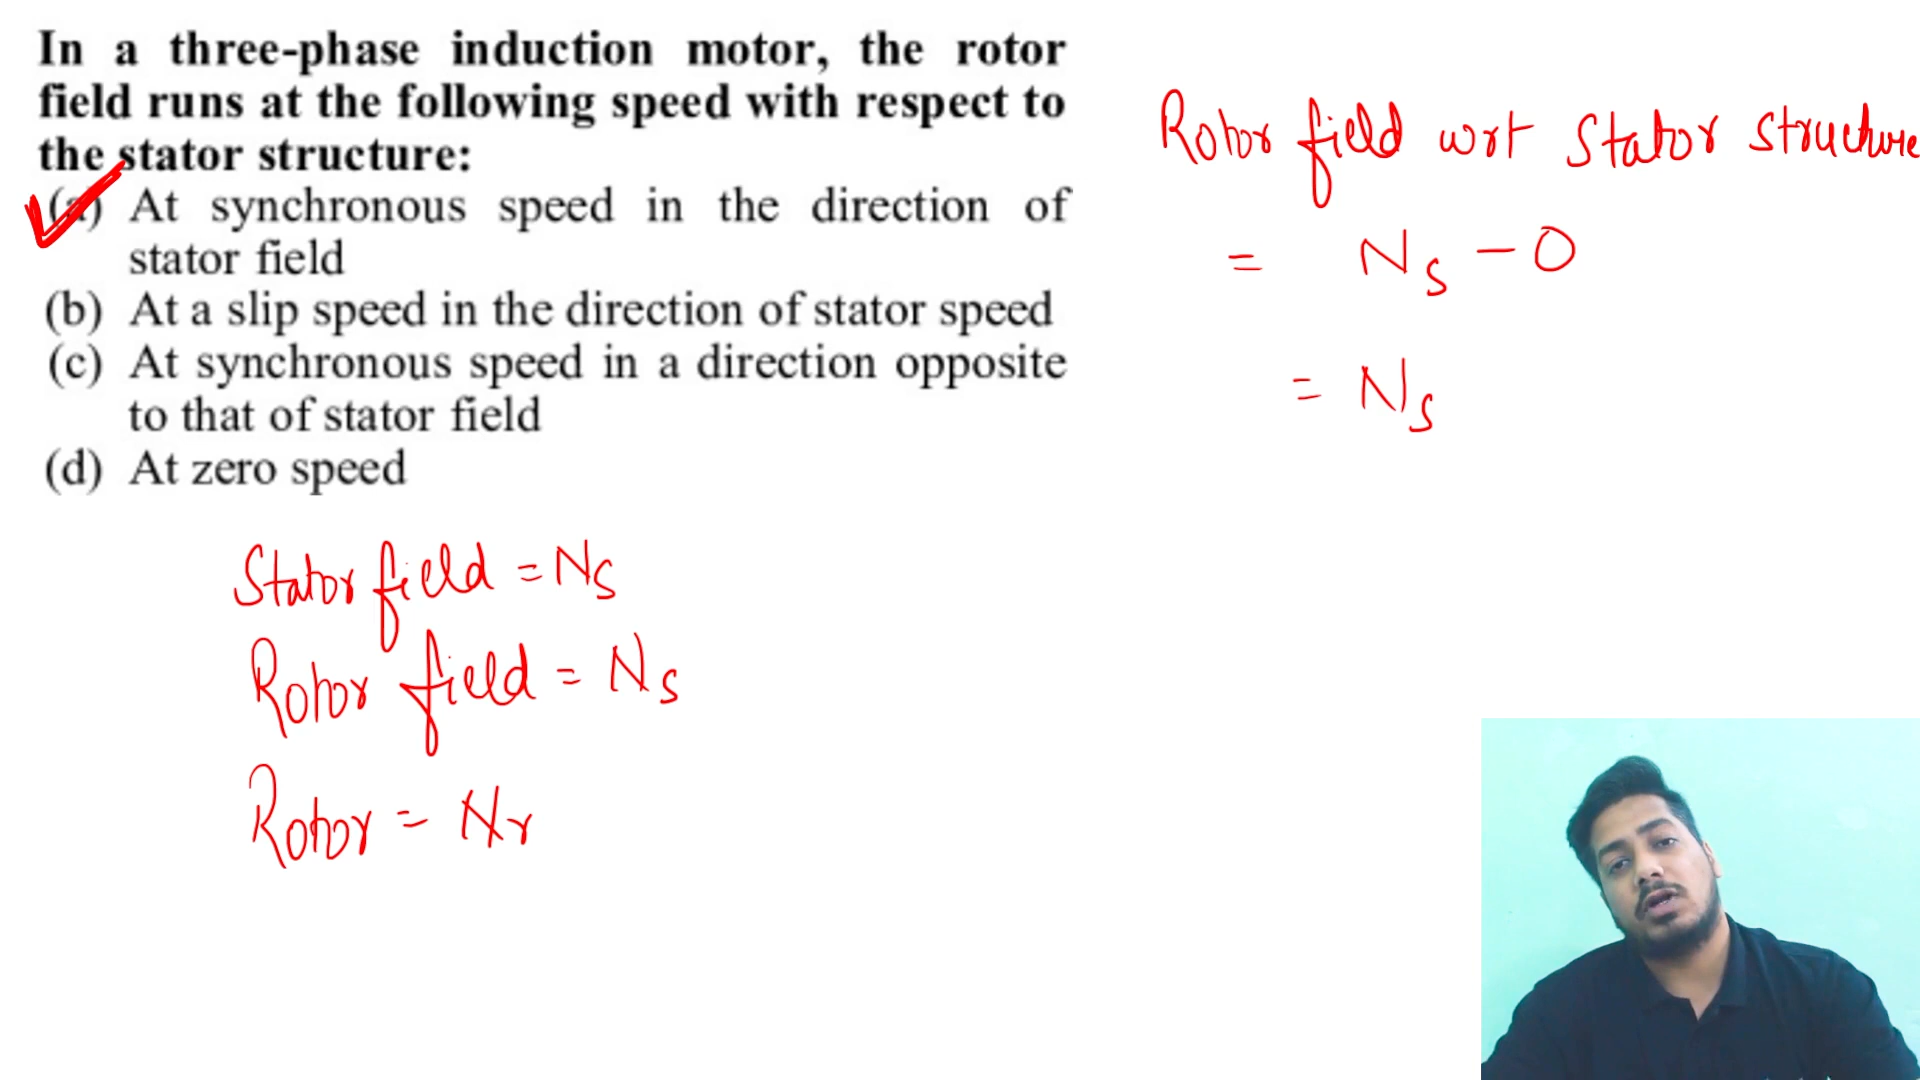 In a three-phase induction motor, the rotor
field runs at the following speed with respect to
the stator structure:
(a) At synchronous speed in the direction of
stator field
(b) At a slip speed in the direction of stator speed
(c) At synchronous speed in a direction opposite
to that of stator field
(d) At zero speed
Stator field = Ns
Rotor field = Ns
Rotor = Nr
Rotor field wrt Stator structure
= Ns - 0
= Ns